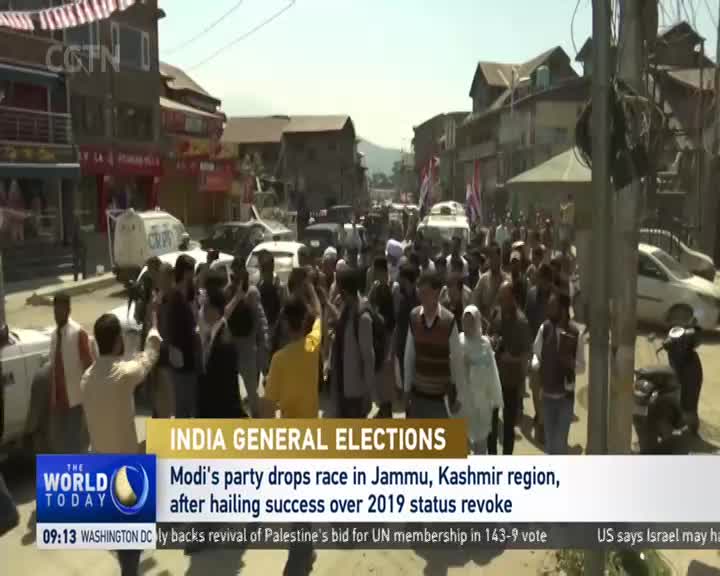 CGTN
INDIA GENERAL ELECTIONS
Modi's party drops race in Jammu, Kashmir region,
after hailing success over 2019 status revoke
THE
WORLD
TODAY
09:13 WASHINGTON DC
ly backs revival of Palestine's bid for UN membership in 143-9 vote
US says Israel may ha